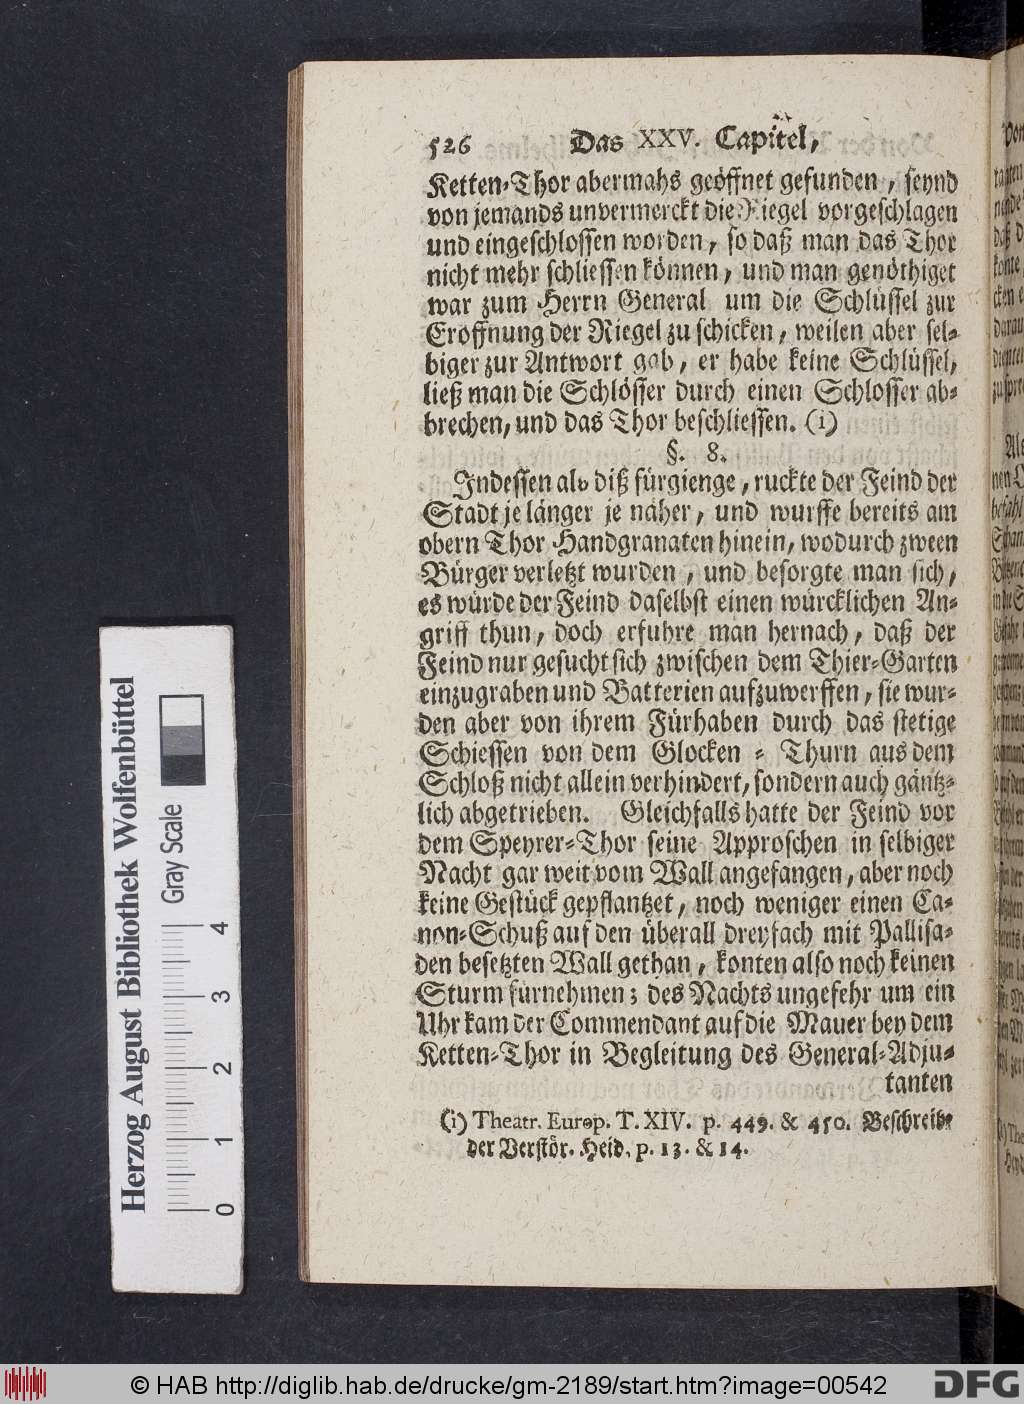 526 Das XXV. Capitel,
Ketten-Thor abermahs geöffnet gefunden, seynd
von jemands unvermerckt die Riegel vorgeschlagen
und eingeschlossen worden, so daß man das Thor
nicht mehr schliessen können, und man genöthiget
war zum Herrn General um die Schlüssel zur
Eröffnung der Riegel zu schicken, weilen aber sel-
biger zur Antwort gab, er habe keine Schlüssel,
ließ man die Schlösser durch einen Schlosser ab-
brechen, und das Thor beschliessen. (i)
§. 8.
Indessen als diß fürgienge, ruckte der Feind der
Stadt je länger je näher, und wurffe bereits am
obern Thor Handgranaten hinein, wodurch zween
Bürger verletzt wurden, und besorgte man sich,
es würde der Feind daselbst einen würcklichen An-
griff thun, doch erfuhre man hernach, daß der
Feind nur gesucht sich zwischen dem Thier-Garten
einzugraben und Batterien aufzuwerffen, sie wur-
den aber von ihrem Fürhaben durch das stetige
Schiessen von dem Glocken-Thurn aus dem
Schloß nicht allein verhindert, sondern auch gäntz-
lich abgetrieben. Gleichfalls hatte der Feind vor
dem Speyrer-Thor seine Approschen in selbiger
Nacht gar weit vom Wall angefangen, aber noch
keine Gestück gepflantzet, noch weniger einen Ca-
non-Schuß auf den überall dreyfach mit Pallisa-
den besetzten Wall gethan, konten also noch keinen
Sturm fürnehmen; des Nachts ungefehr um ein
Uhr kam der Commendant auf die Mauer bey dem
Ketten-Thor in Begleitung des General-Adju-
tanten
(i) Theatr. Europ. T. XIV. p. 449. & 450. Beschreib.
der Verstör. Heid. p. 13. & 14.
Herzog August Bibliothek Wolfenbüttel
Gray Scale
0 1 2 3 4
© HAB http://diglib.hab.de/drucke/gm-2189/start.htm?image=00542
DFG